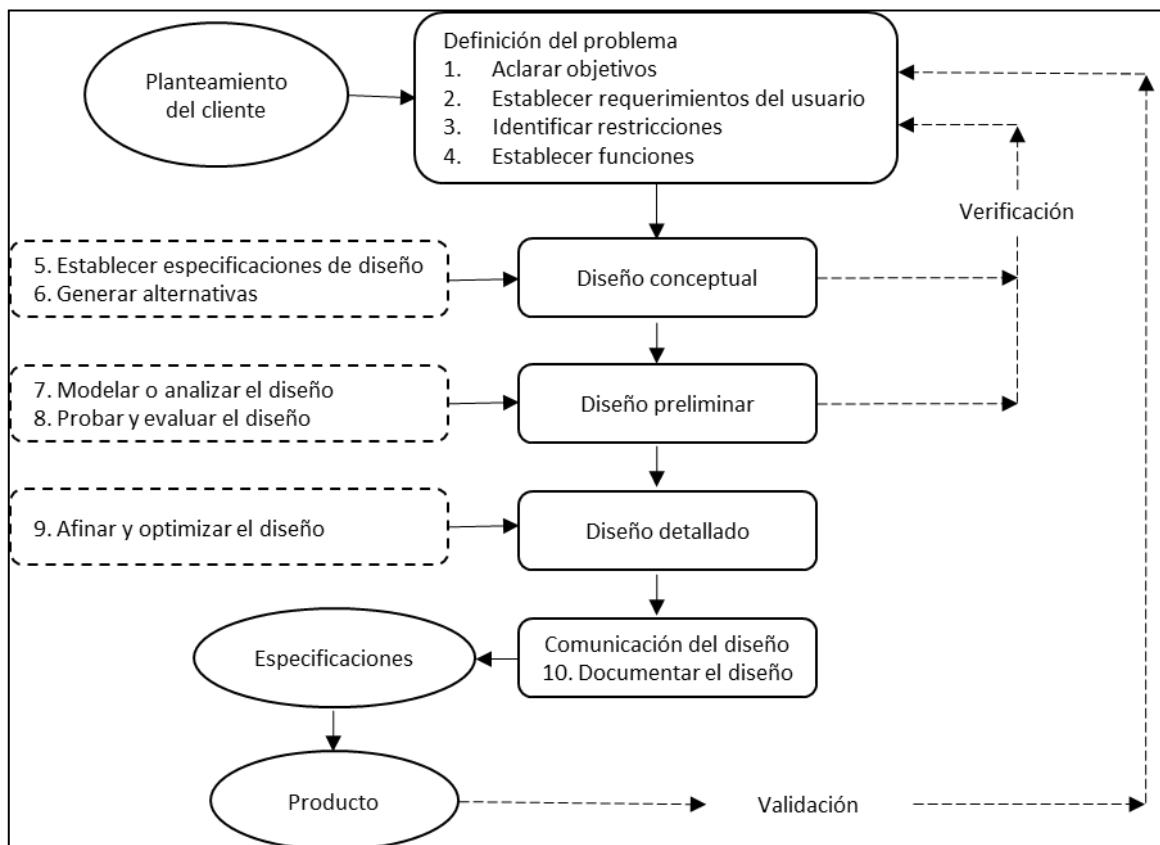 Planteamiento
del cliente
Definición del problema
1. Aclarar objetivos
2. Establecer requerimientos del usuario
3. Identificar restricciones
4. Establecer funciones
Verificación
5. Establecer especificaciones de diseño
6. Generar alternativas
Diseño conceptual
7. Modelar o analizar el diseño
8. Probar y evaluar el diseño
Diseño preliminar
9. Afinar y optimizar el diseño
Diseño detallado
Comunicación del diseño
10. Documentar el diseño
Especificaciones
Producto
Validación